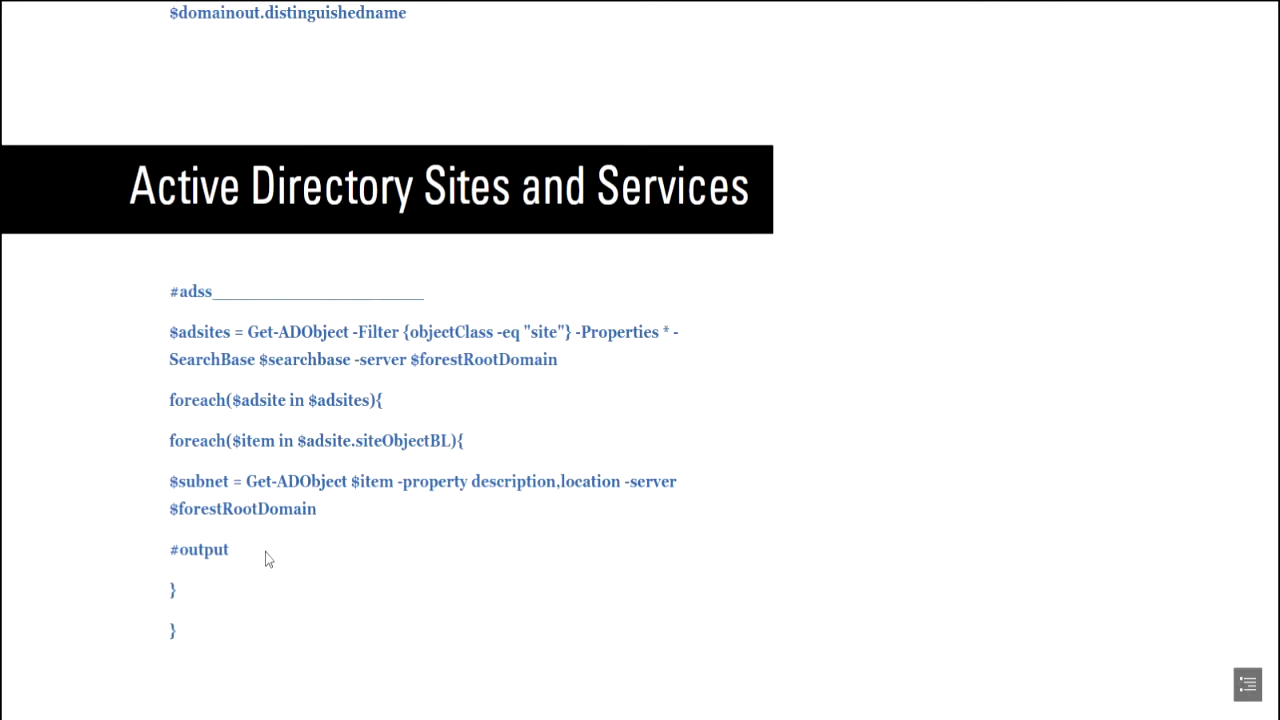 $domainout.distinguishedname
Active Directory Sites and Services
#adss________________________
$adsites = Get-ADObject -Filter {objectClass -eq "site"} -Properties * -
SearchBase $searchbase -server $forestRootDomain
foreach($adsite in $adsites){
foreach($item in $adsite.siteObjectBL){
$subnet = Get-ADObject $item -property description,location -server
$forestRootDomain
#output
}
}